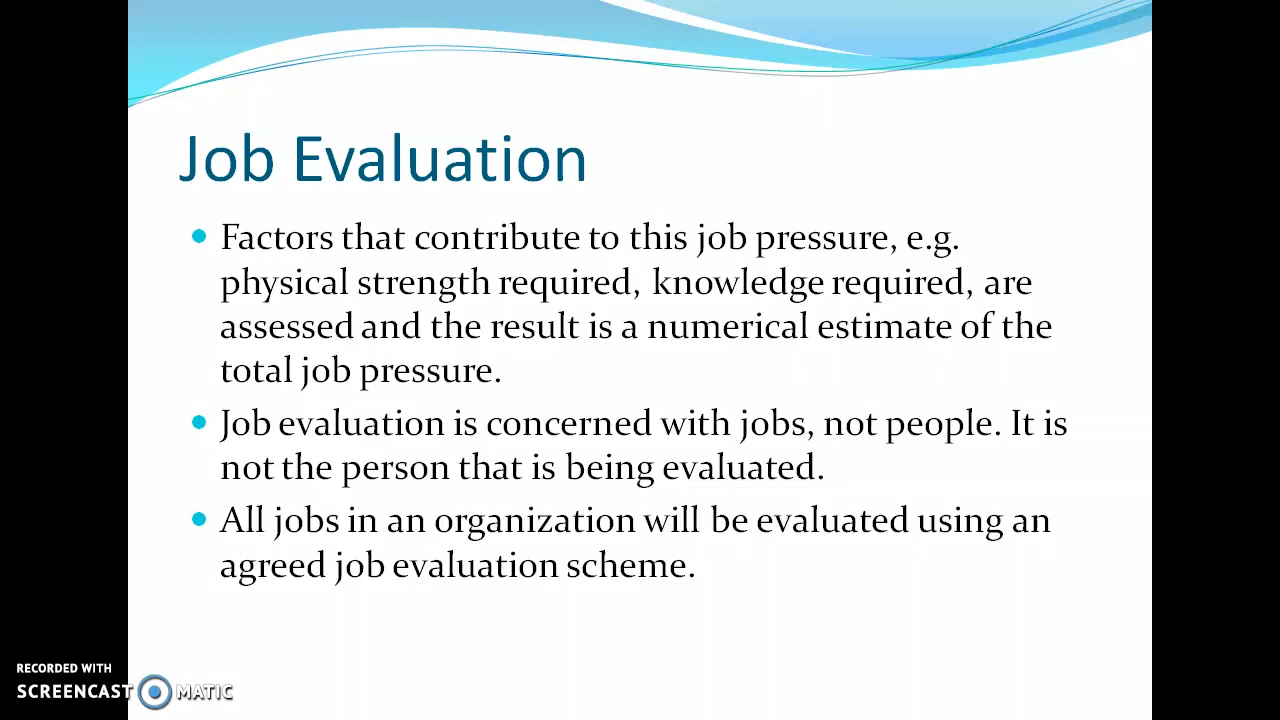 Job Evaluation
• Factors that contribute to this job pressure, e.g.
physical strength required, knowledge required, are
assessed and the result is a numerical estimate of the
total job pressure.
• Job evaluation is concerned with jobs, not people. It is
not the person that is being evaluated.
• All jobs in an organization will be evaluated using an
agreed job evaluation scheme.
RECORDED WITH
SCREENCAST MATIC